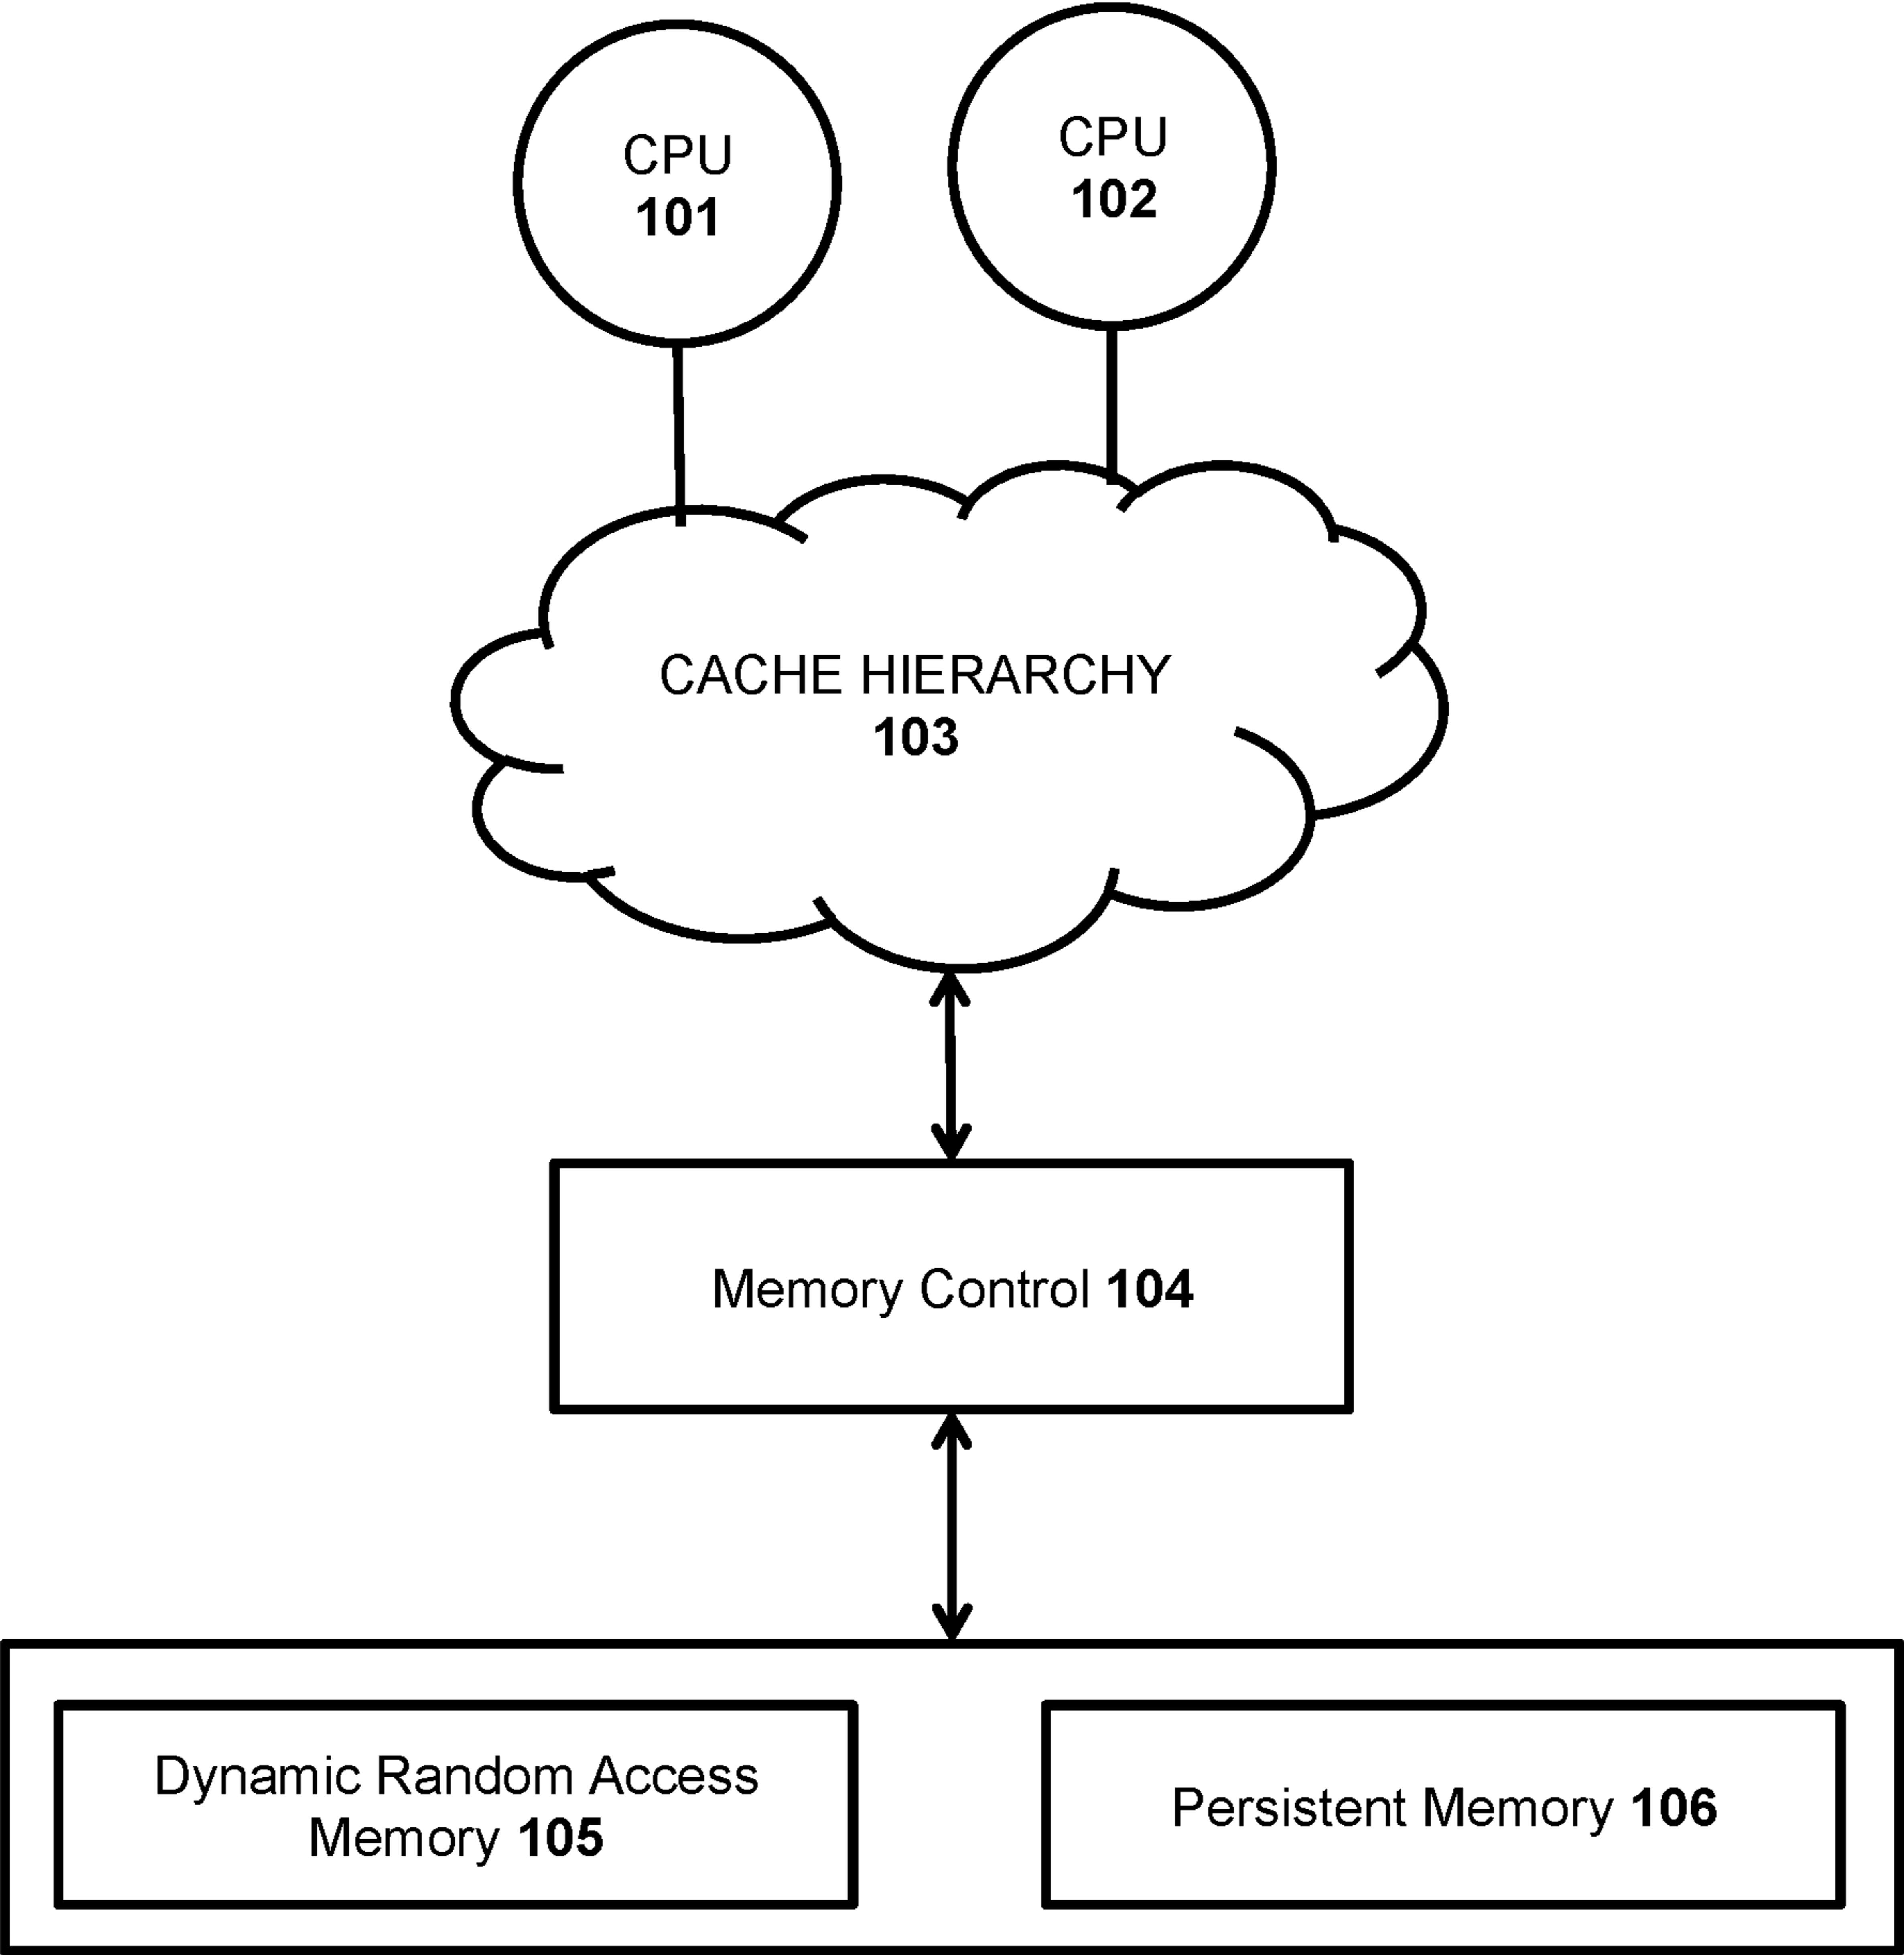 CPU
101
CPU
102
CACHE HIERARCHY
103
Memory Control 104
Dynamic Random Access
Memory 105
Persistent Memory 106